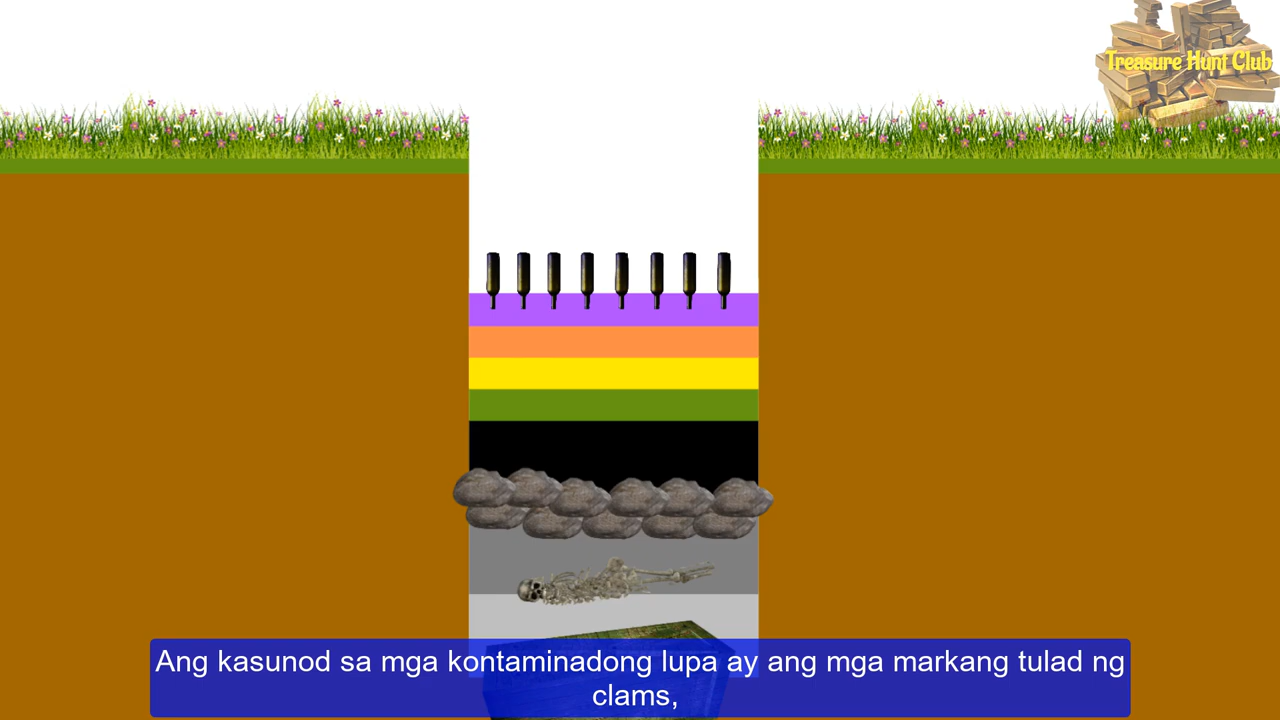 Treasure Hunt Club
Ang kasunod sa mga kontaminadong lupa ay ang mga markang tulad ng
clams,